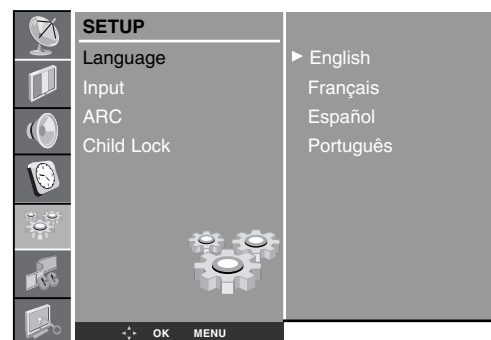 SETUP
Language
Input
ARC
Child Lock
► English
Français
Español
Português
OK MENU